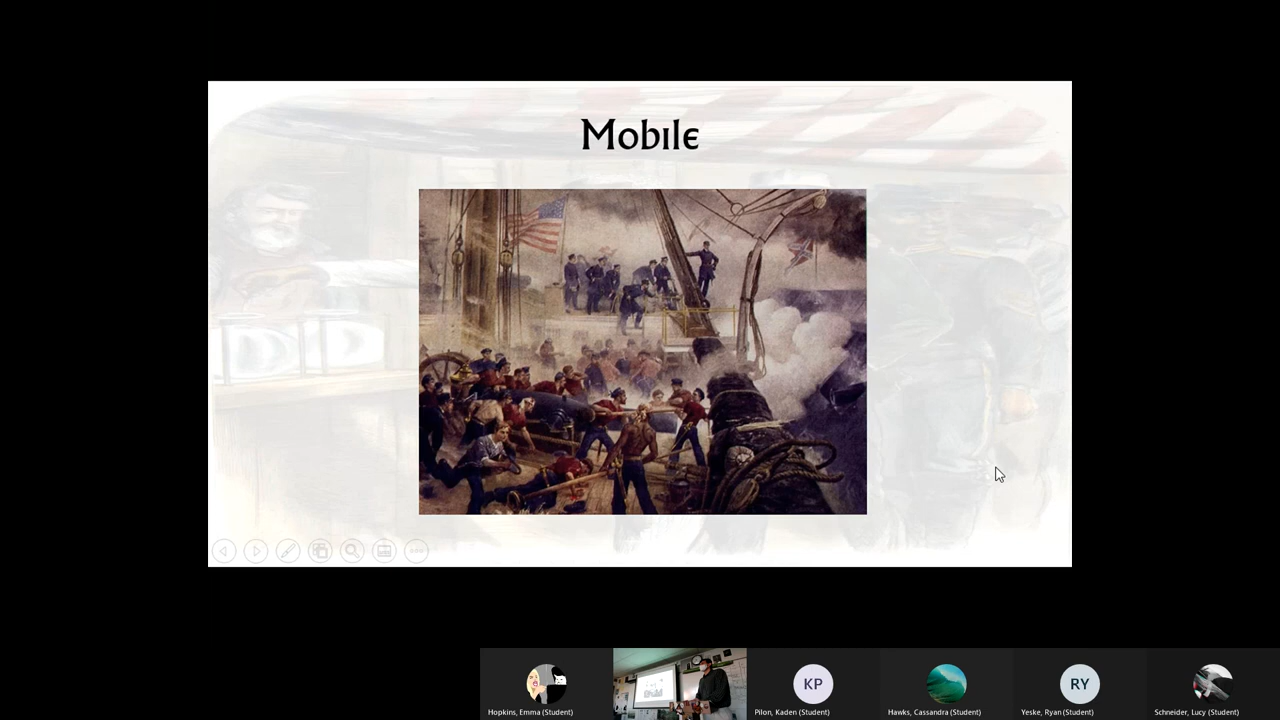 Mobile
KP
RY
Hopkins, Emma (Student)
Pilon, Kaden (Student)
Hawks, Cassandra (Student)
Yeske, Ryan (Student)
Schneider, Lucy (Student)